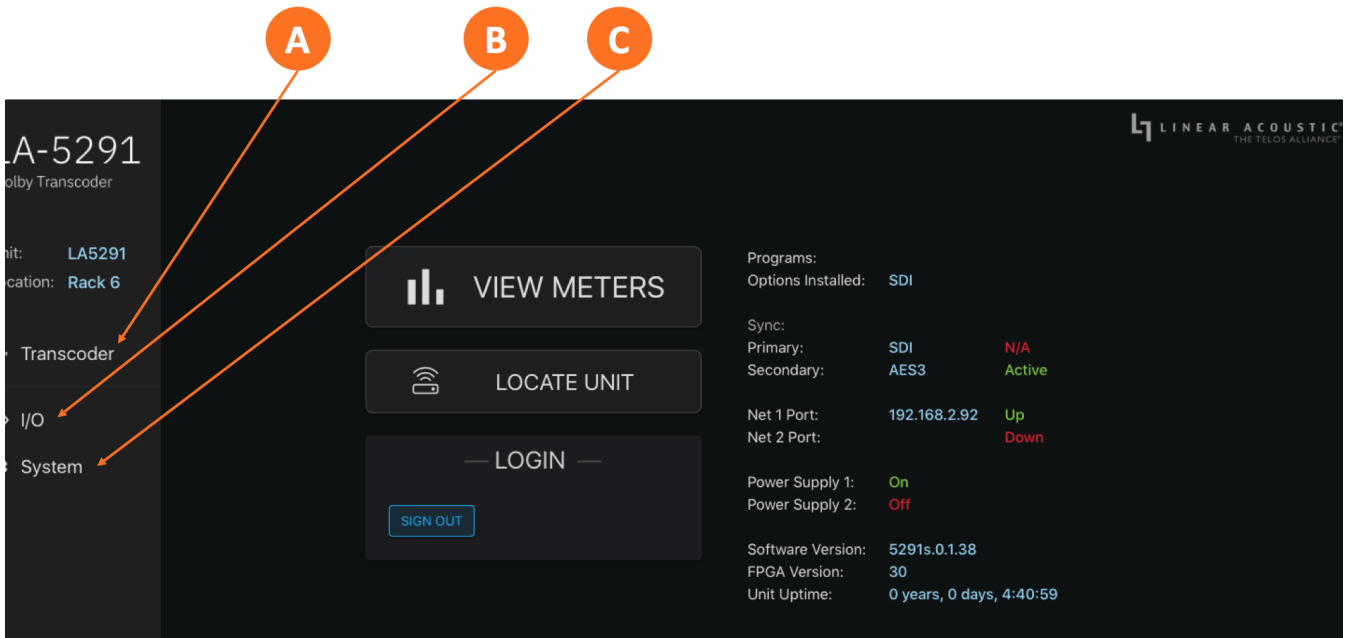 A B C
LINEAR ACOUSTIC®
THE TELOS ALLIANCE®
.A-5291
olby Transcoder
nit: LA5291
cation: Rack 6
Transcoder
I/O
System
VIEW METERS
LOCATE UNIT
LOGIN
SIGN OUT
Programs:
Options Installed: SDI
Sync:
Primary: SDI N/A
Secondary: AES3 Active
Net 1 Port: 192.168.2.92 Up
Net 2 Port: Down
Power Supply 1: On
Power Supply 2: Off
Software Version: 5291s.0.1.38
FPGA Version: 30
Unit Uptime: 0 years, 0 days, 4:40:59